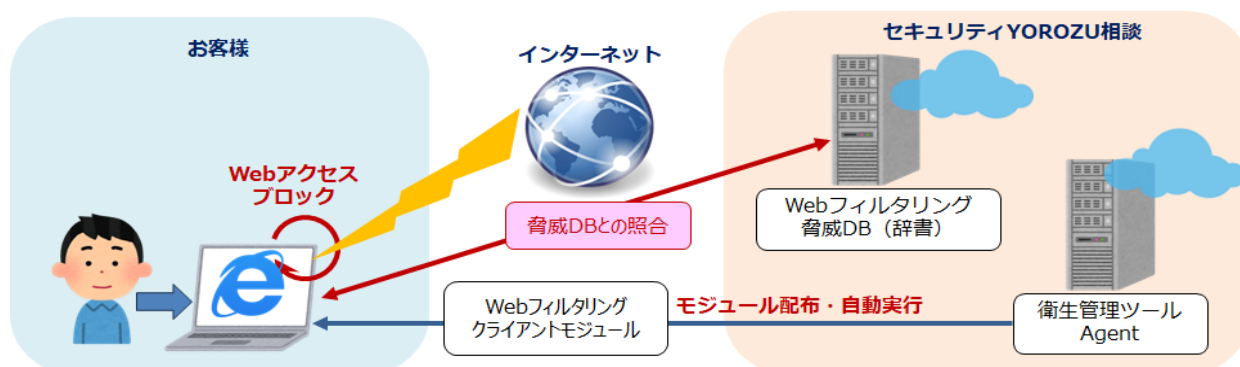 お客様
インターネット
セキュリティYOROZU相談
Webアクセス
ブロック
脅威DBとの照合
Webフィルタリング
脅威DB（辞書）
Webフィルタリング
クライアントモジュール
モジュール配布・自動実行
衛生管理ツール
Agent